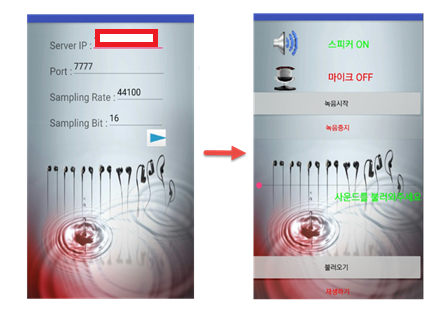 Server IP :
Port : 7777
Sampling Rate : 44100
Sampling Bit : 16
스피커 ON
마이크 OFF
녹음시작
녹음중지
사운드를 불러오세요
불러오기
재생하기